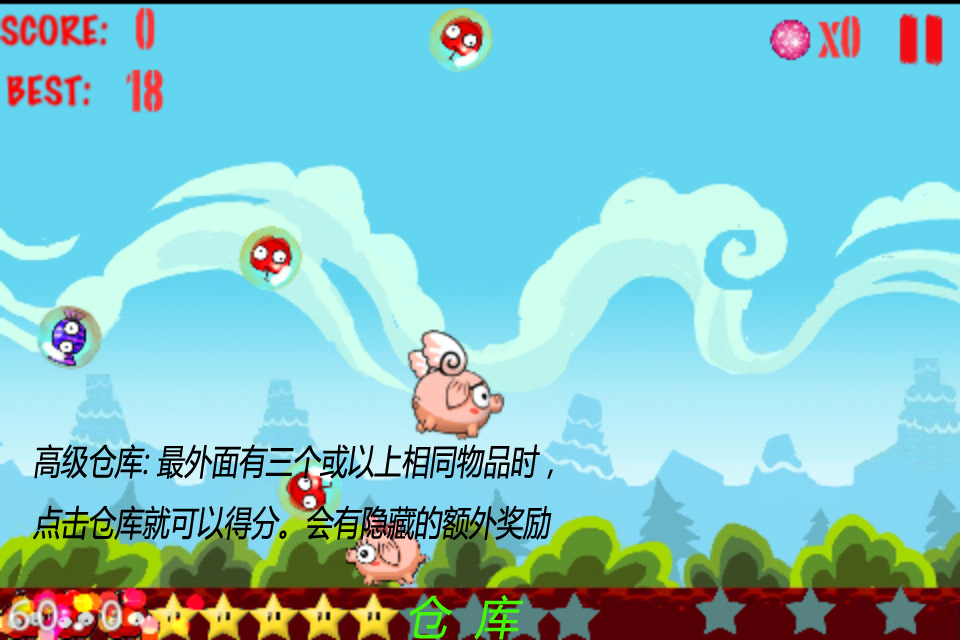 SCORE: 0
x0
BEST: 18
高级仓库: 最外面有三个或以上相同物品时，
点击仓库就可以得分。会有隐藏的额外奖励
60.0
仓 库